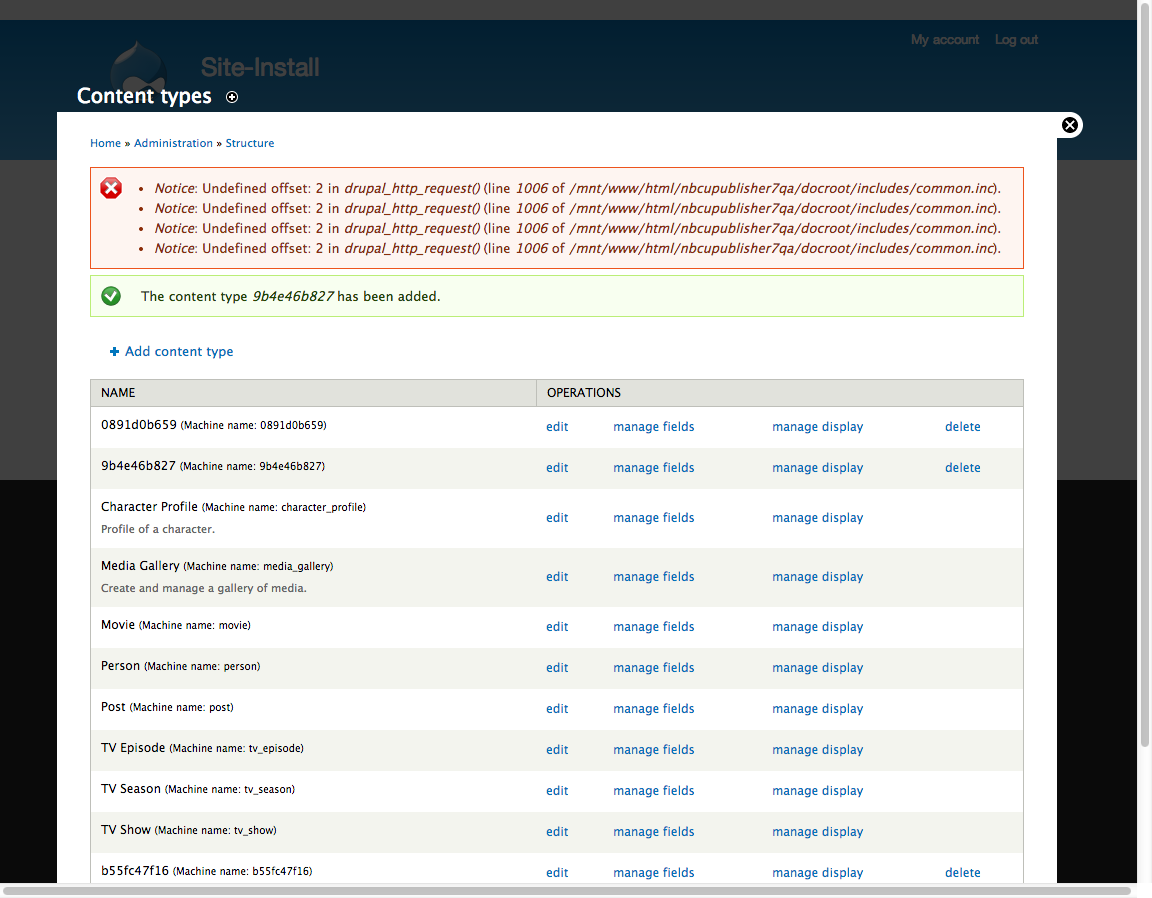 My account Log out
Site-Install
Content types
Home » Administration » Structure
• Notice: Undefined offset: 2 in drupal_http_request() (line 1006 of /mnt/www/html/nbcupublisher7qa/docroot/includes/common.inc).
• Notice: Undefined offset: 2 in drupal_http_request() (line 1006 of /mnt/www/html/nbcupublisher7qa/docroot/includes/common.inc).
• Notice: Undefined offset: 2 in drupal_http_request() (line 1006 of /mnt/www/html/nbcupublisher7qa/docroot/includes/common.inc).
• Notice: Undefined offset: 2 in drupal_http_request() (line 1006 of /mnt/www/html/nbcupublisher7qa/docroot/includes/common.inc).
The content type 9b4e46b827 has been added.
Add content type
NAME OPERATIONS
0891d0b659 (Machine name: 0891d0b659) edit manage fields manage display delete
9b4e46b827 (Machine name: 9b4e46b827) edit manage fields manage display delete
Character Profile (Machine name: character_profile) edit manage fields manage display
Profile of a character.
Media Gallery (Machine name: media_gallery) edit manage fields manage display
Create and manage a gallery of media.
Movie (Machine name: movie) edit manage fields manage display
Person (Machine name: person) edit manage fields manage display
Post (Machine name: post) edit manage fields manage display
TV Episode (Machine name: tv_episode) edit manage fields manage display
TV Season (Machine name: tv_season) edit manage fields manage display
TV Show (Machine name: tv_show) edit manage fields manage display
b55fc47f16 (Machine name: b55fc47f16) edit manage fields manage display delete